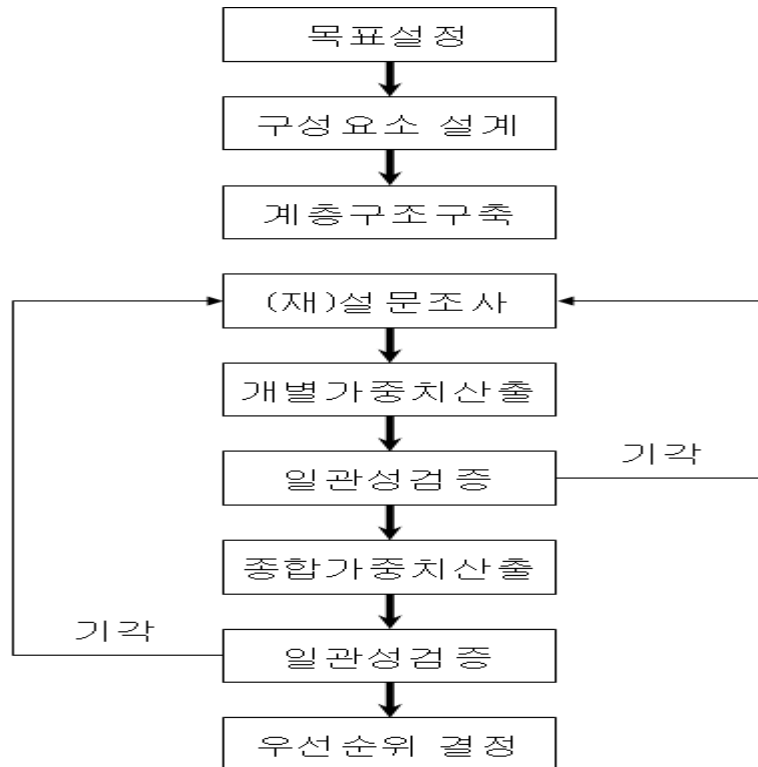 목표설정
구성요소 설계
계층구조구축
(재)설문조사
개별가중치산출
일관성검증
기각
종합가중치산출
기각
일관성검증
우선순위 결정